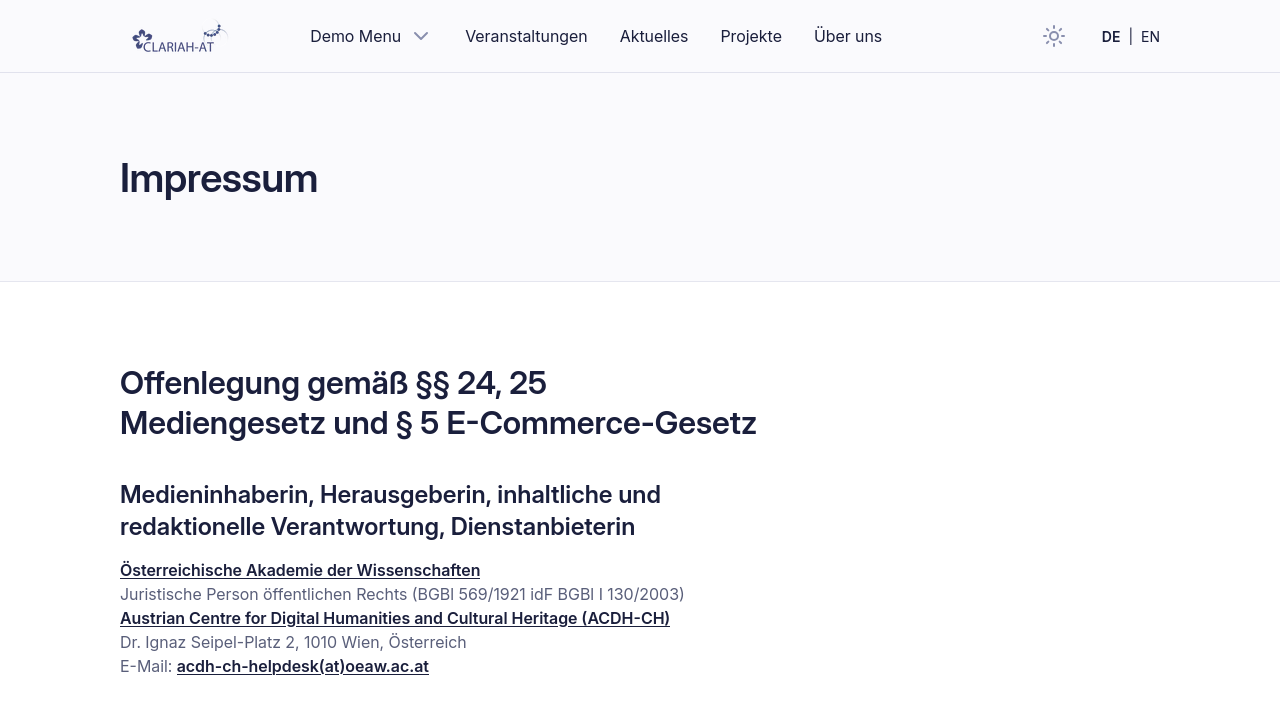 CLARIAH-AT
Demo Menu
Veranstaltungen
Aktuelles
Projekte
Über uns
DE | EN
Impressum
Offenlegung gemäß §§ 24, 25
Mediengesetz und § 5 E-Commerce-Gesetz
Medieninhaberin, Herausgeberin, inhaltliche und
redaktionelle Verantwortung, Dienstanbieterin
Österreichische Akademie der Wissenschaften
Juristische Person öffentlichen Rechts (BGBl 569/1921 idF BGBl I 130/2003)
Austrian Centre for Digital Humanities and Cultural Heritage (ACDH-CH)
Dr. Ignaz Seipel-Platz 2, 1010 Wien, Österreich
E-Mail: acdh-ch-helpdesk(at)oeaw.ac.at